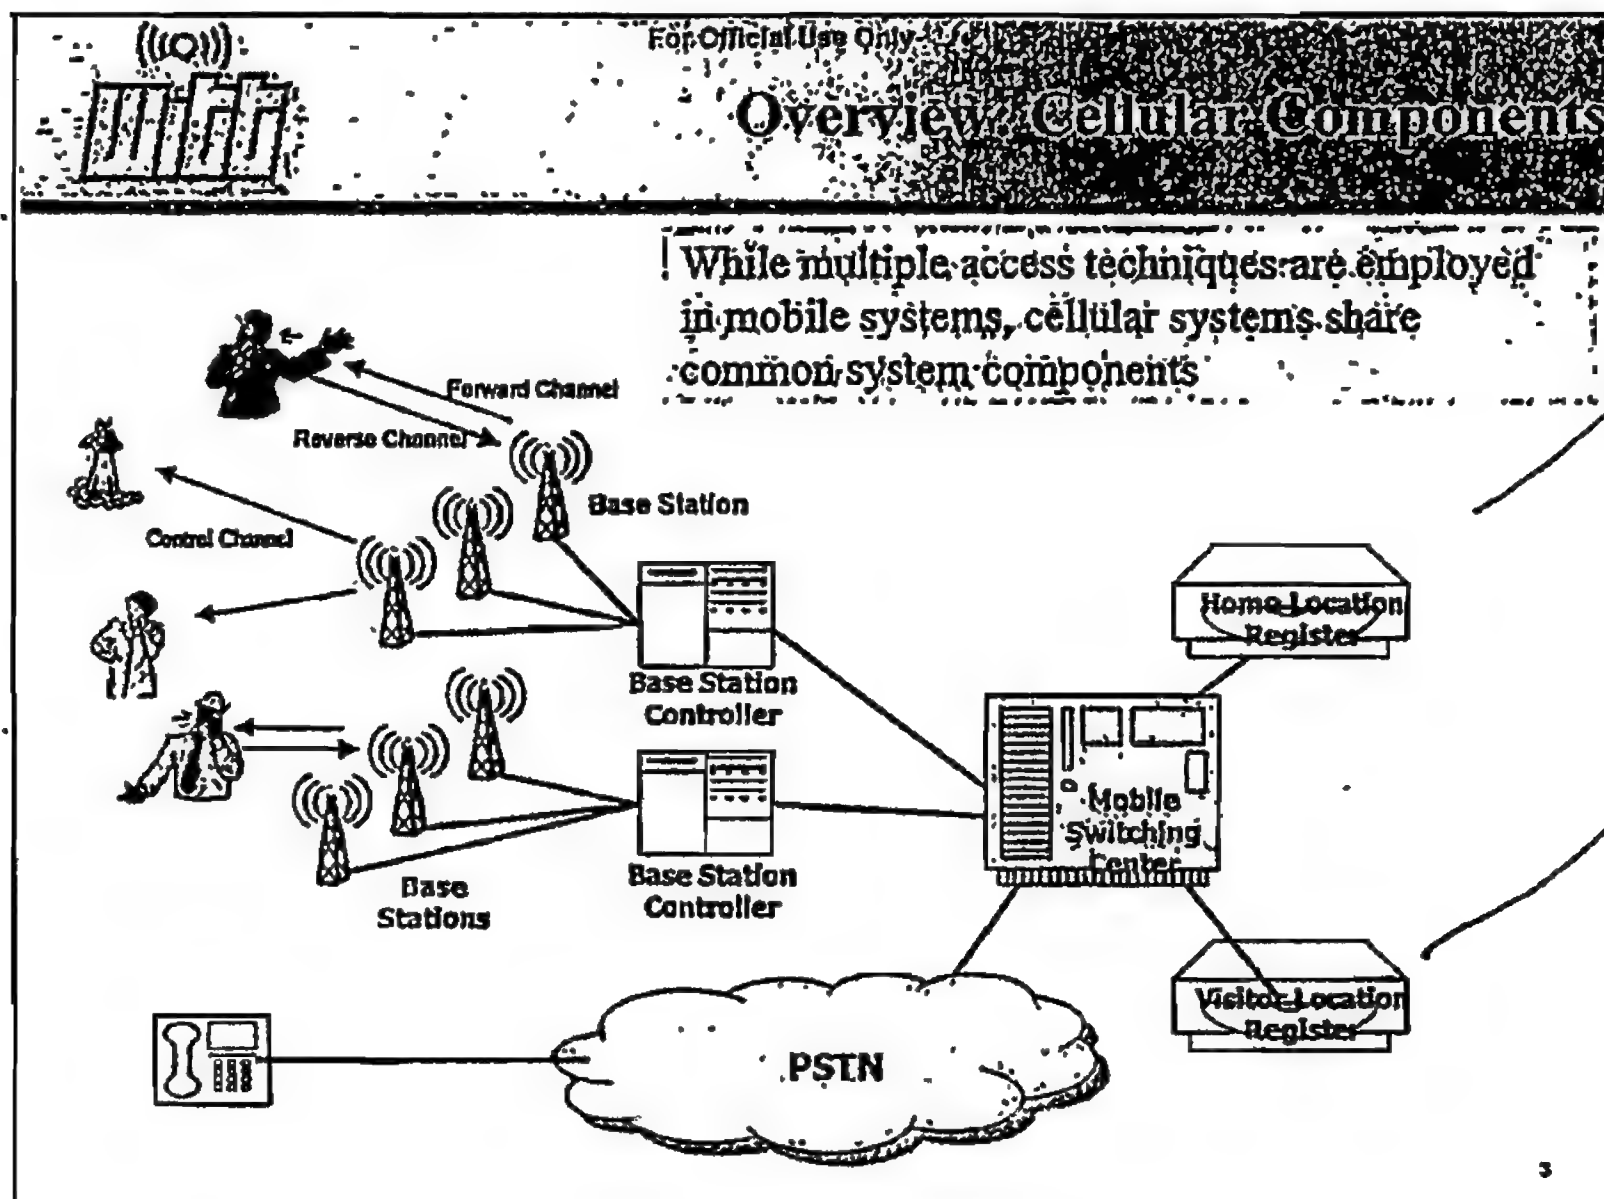 For Official Use Only
Overview: Cellular Components
! While multiple access techniques are employed
in mobile systems, cellular systems share
common system components
Forward Channel
Reverse Channel
Base Station
Control Channel
Home Location
Register
Base Station
Controller
Mobile
Switching
Center
Base Station
Controller
Base
Stations
Visitor Location
Register
PSTN
3